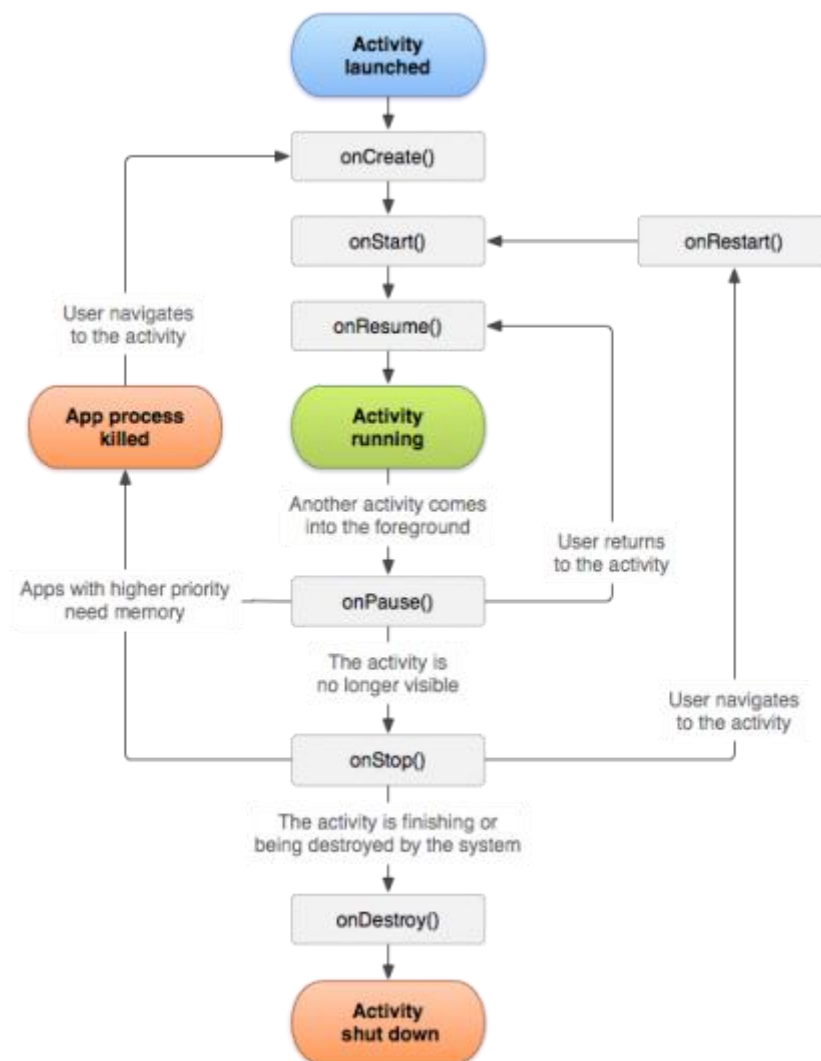 Activity
launched
onCreate()
onStart()
onRestart()
User navigates
to the activity
onResume()
App process
killed
Activity
running
Another activity comes
into the foreground
User returns
to the activity
Apps with higher priority
need memory
onPause()
The activity is
no longer visible
User navigates
to the activity
onStop()
The activity is finishing or
being destroyed by the system
onDestroy()
Activity
shut down